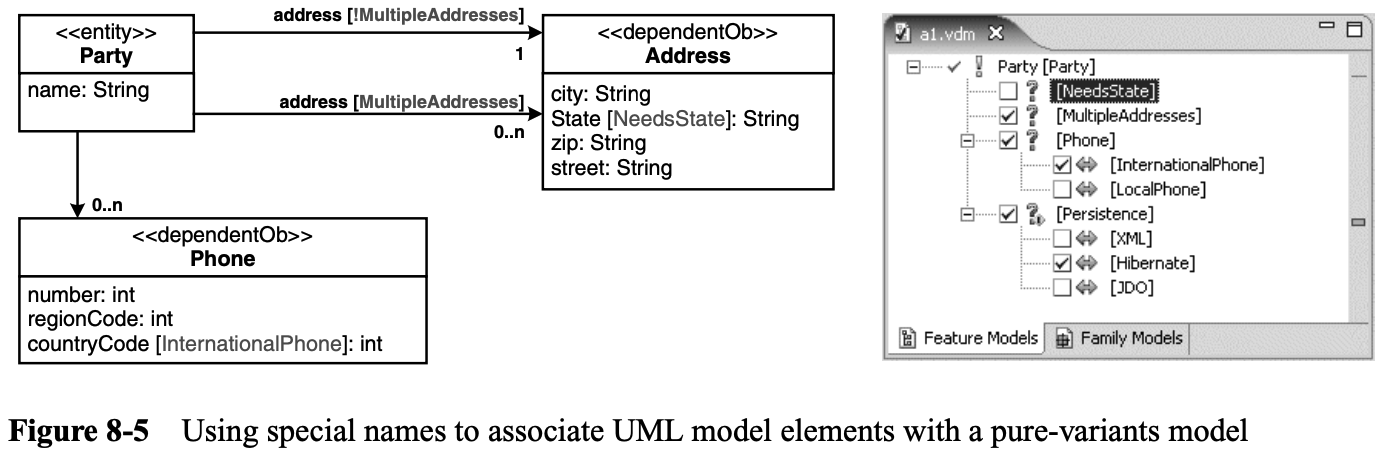 <<entity>>
Party
name: String
address [!MultipleAddresses]
1
address [MultipleAddresses]
0..n
<<dependentOb>>
Address
city: String
State [NeedsState]: String
zip: String
street: String
0..n
<<dependentOb>>
Phone
number: int
regionCode: int
countryCode [InternationalPhone]: int
a1.vdm
Party [Party]
[NeedsState]
[MultipleAddresses]
[Phone]
[InternationalPhone]
[LocalPhone]
[Persistence]
[XML]
[Hibernate]
[JDO]
Feature Models
Family Models
Figure 8-5 Using special names to associate UML model elements with a pure-variants model